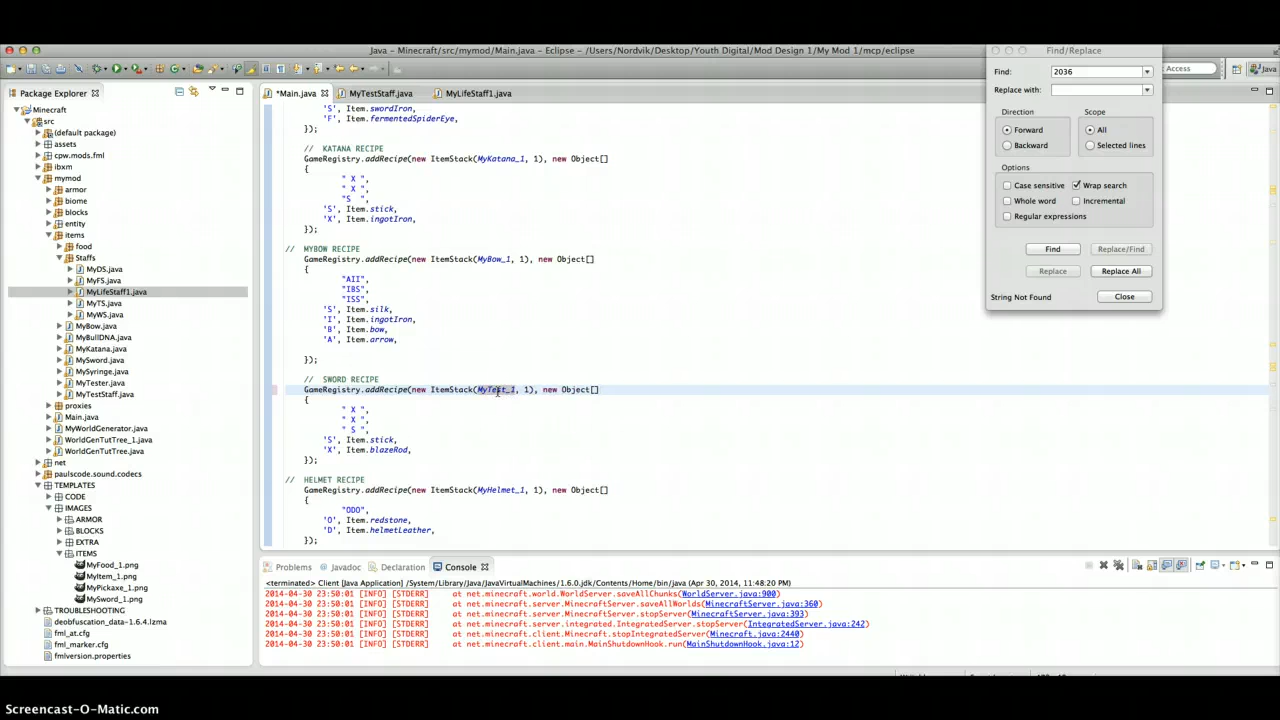 Java - Minecraft/src/mymod/Main.java - Eclipse - /Users/Nordvik/Desktop/Youth Digital/Mod Design 1/My Mod 1/mcp/eclipse
Find/Replace
Access
Java
Find: 2036
Replace with:
Direction
Scope
Forward
All
Backward
Selected lines
Options
Case sensitive
Wrap search
Whole word
Incremental
Regular expressions
Find
Replace/Find
Replace
Replace All
String Not Found
Close
Package Explorer
Minecraft
src
(default package)
assets
cpw.mods.fml
ibxm
mymod
armor
biome
blocks
entity
items
food
Staffs
MyDS.java
MyFS.java
MyLifeStaff1.java
MyTS.java
MyWS.java
MyBow.java
MyBullDNA.java
MyKatana.java
MySword.java
MySyringe.java
MyTester.java
MyTestStaff.java
proxies
Main.java
MyWorldGenerator.java
WorldGenTutTree_1.java
WorldGenTutTree.java
net
paulscode.sound.codecs
TEMPLATES
CODE
IMAGES
ARMOR
BLOCKS
EXTRA
ITEMS
MyFood_1.png
MyItem_1.png
MyPickaxe_1.png
MySword_1.png
TROUBLESHOOTING
deobfuscation_data-1.6.4.lzma
fml_at.cfg
fml_marker.cfg
fmlversion.properties
*Main.java
MyTestStaff.java
MyLifeStaff1.java
'S', Item.swordIron,
'F', Item.fermentedSpiderEye,
});
// KATANA RECIPE
GameRegistry.addRecipe(new ItemStack(MyKatana_1, 1), new Object[]
{
" X ",
" X ",
"S  ",
'S', Item.stick,
'X', Item.ingotIron,
});
// MYBOW RECIPE
GameRegistry.addRecipe(new ItemStack(MyBow_1, 1), new Object[]
{
"AII",
"IBS",
"ISS",
'S', Item.silk,
'I', Item.ingotIron,
'B', Item.bow,
'A', Item.arrow,
});
// SWORD RECIPE
GameRegistry.addRecipe(new ItemStack(MyTest_1, 1), new Object[]
{
" X ",
" X ",
" S ",
'S', Item.stick,
'X', Item.blazeRod,
});
// HELMET RECIPE
GameRegistry.addRecipe(new ItemStack(MyHelmet_1, 1), new Object[]
{
"ODO",
'O', Item.redstone,
'D', Item.helmetLeather,
});
Problems
Javadoc
Declaration
Console
<terminated> Client [Java Application] /System/Library/Java/JavaVirtualMachines/1.6.0.jdk/Contents/Home/bin/java (Apr 30, 2014, 11:48:20 PM)
2014-04-30 23:50:01 [INFO] [STDERR] at net.minecraft.world.WorldServer.saveAllChunks(WorldServer.java:900)
2014-04-30 23:50:01 [INFO] [STDERR] at net.minecraft.server.MinecraftServer.saveAllWorlds(MinecraftServer.java:360)
2014-04-30 23:50:01 [INFO] [STDERR] at net.minecraft.server.MinecraftServer.stopServer(MinecraftServer.java:393)
2014-04-30 23:50:01 [INFO] [STDERR] at net.minecraft.server.integrated.IntegratedServer.stopServer(IntegratedServer.java:242)
2014-04-30 23:50:01 [INFO] [STDERR] at net.minecraft.client.Minecraft.stopIntegratedServer(Minecraft.java:2440)
2014-04-30 23:50:01 [INFO] [STDERR] at net.minecraft.client.main.MainShutdownHook.run(MainShutdownHook.java:12)
Screencast-O-Matic.com